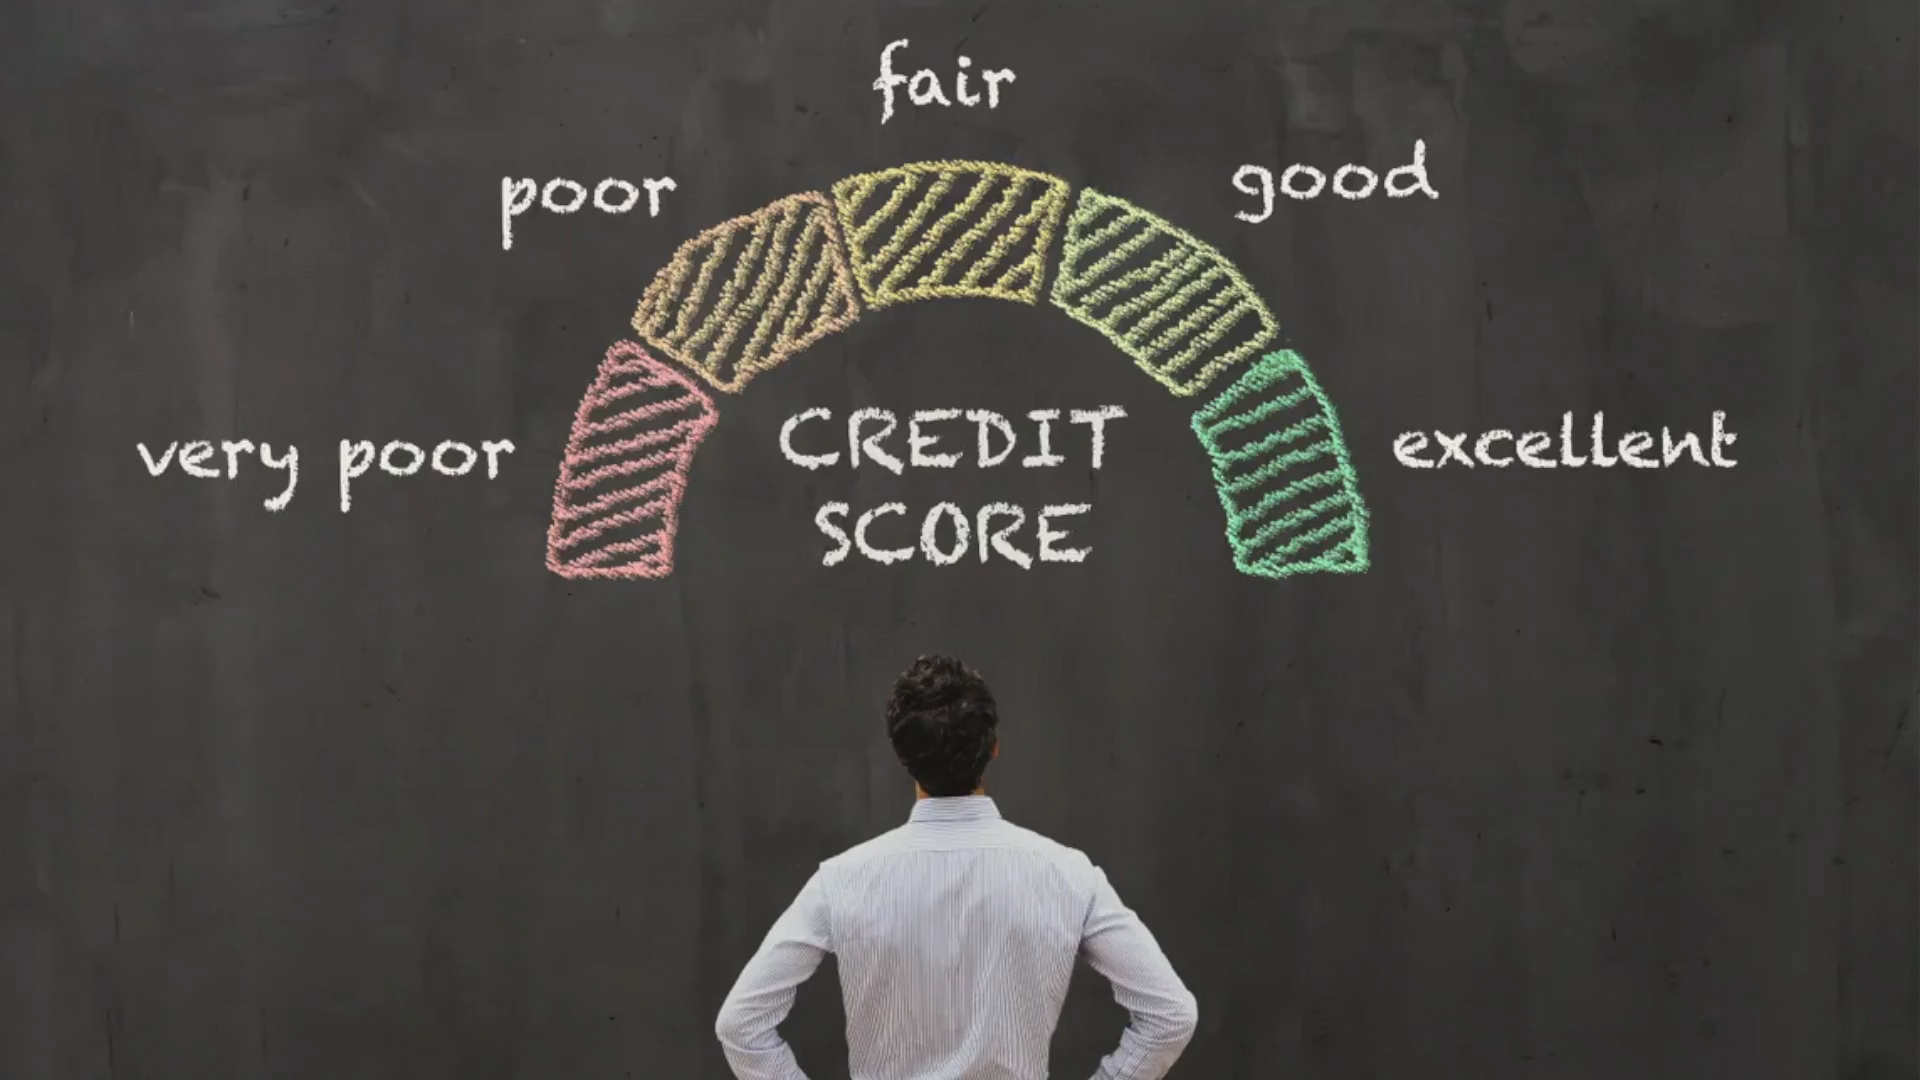 fair
poor
good
very poor
excellent
CREDIT
SCORE